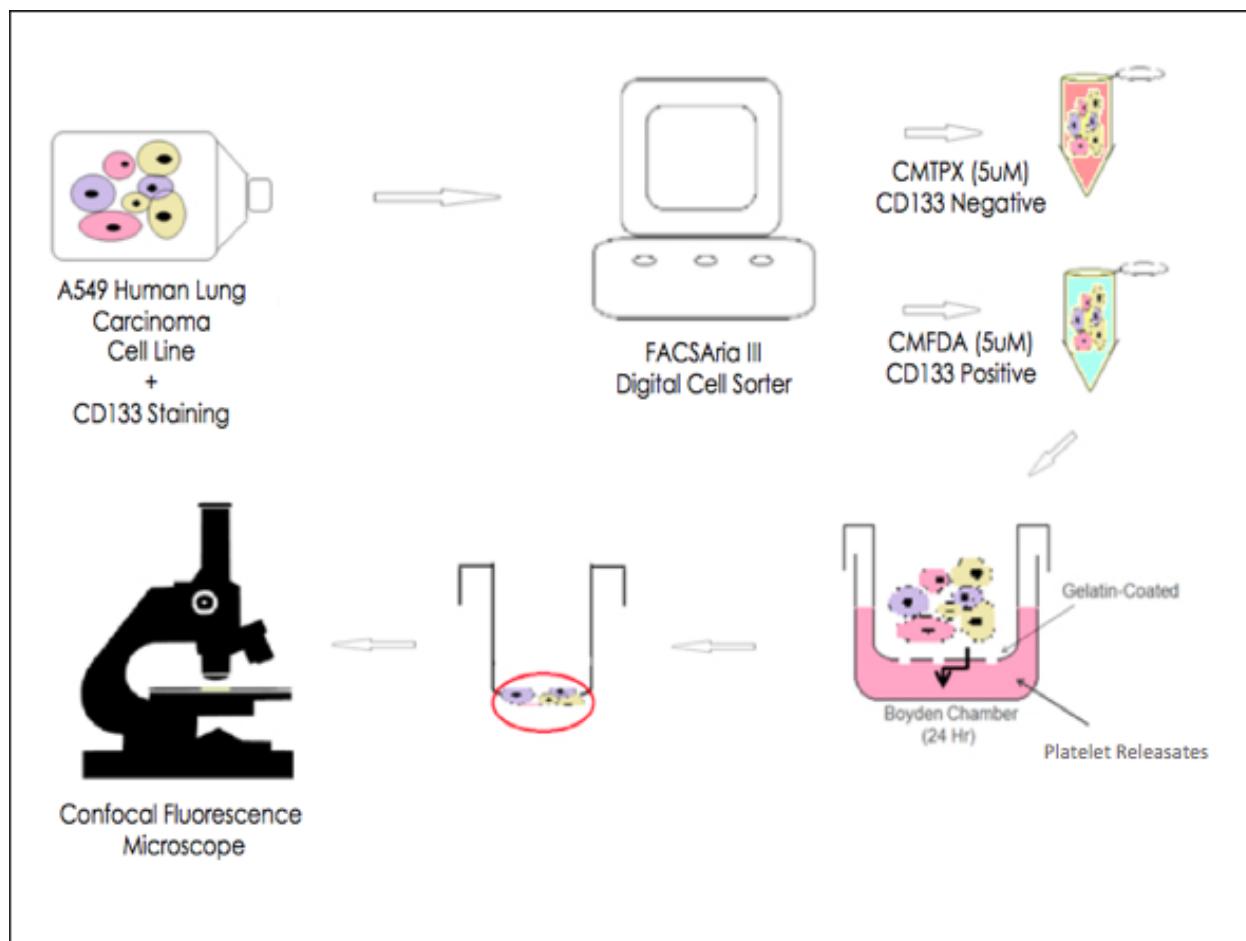 A549 Human Lung
Carcinoma
Cell Line
+
CD133 Staining
FACSAria III
Digital Cell Sorter
CMTPX (5uM)
CD133 Negative
CMFDA (5uM)
CD133 Positive
Gelatin-Coated
Boyden Chamber
(24 Hr)
Platelet Releasates
Confocal Fluorescence
Microscope